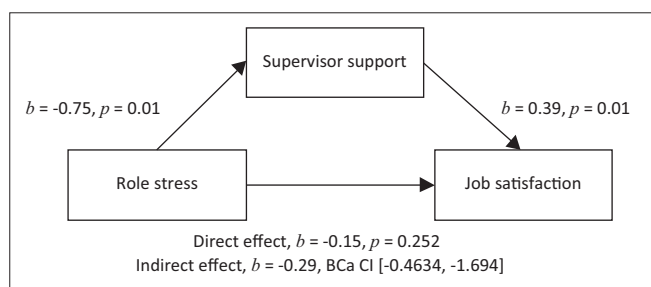 Supervisor support
b = -0.75, p = 0.01
b = 0.39, p = 0.01
Role stress
Job satisfaction
Direct effect, b = -0.15, p = 0.252
Indirect effect, b = -0.29, BCa CI [-0.4634, -1.694]